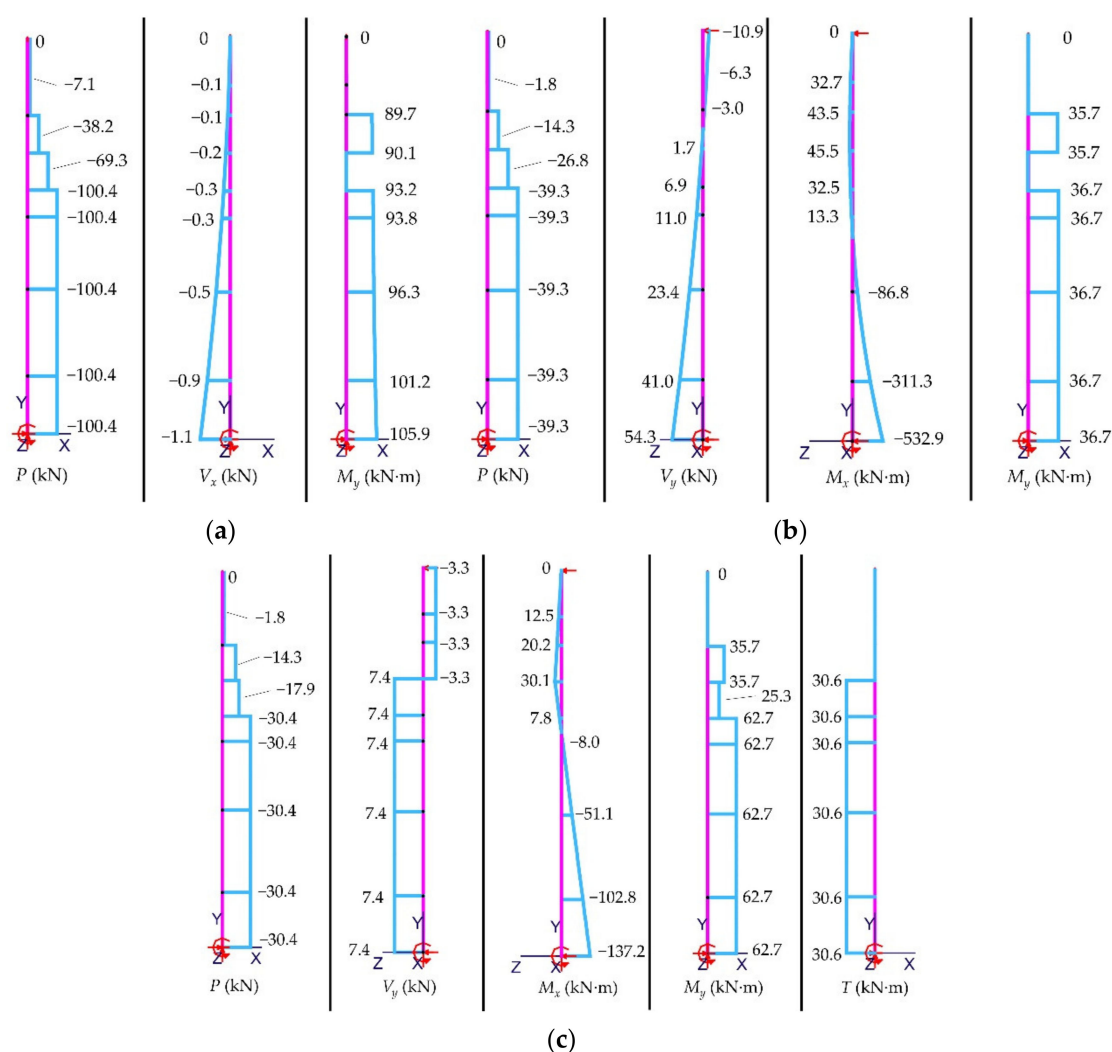 0
−7.1
−38.2
−69.3
−100.4
−100.4
−100.4
−100.4
−100.4
Y
Z X
P (kN)
0
−0.1
−0.1
−0.2
−0.3
−0.3
−0.5
−0.9
−1.1
Y
Z X
Vx (kN)
0
89.7
90.1
93.2
93.8
96.3
101.2
105.9
Y
Z X
My (kN·m)
0
−1.8
−14.3
−26.8
−39.3
−39.3
−39.3
−39.3
−39.3
Y
Z X
P (kN)
−10.9
−6.3
−3.0
1.7
6.9
11.0
23.4
41.0
54.3
Y
Z X
Vy (kN)
0
32.7
43.5
45.5
32.5
13.3
−86.8
−311.3
−532.9
Y
Z X
Mx (kN·m)
0
35.7
35.7
36.7
36.7
36.7
36.7
36.7
Y
Z X
My (kN·m)
(a)
(b)
0
−1.8
−14.3
−17.9
−30.4
−30.4
−30.4
−30.4
−30.4
Y
Z X
P (kN)
−3.3
−3.3
−3.3
−3.3
7.4
7.4
7.4
7.4
7.4
7.4
Y
Z X
Vy (kN)
0
12.5
20.2
30.1
7.8
−8.0
−51.1
−102.8
−137.2
Y
Z X
Mx (kN·m)
0
35.7
35.7
25.3
62.7
62.7
62.7
62.7
62.7
Y
Z X
My (kN·m)
30.6
30.6
30.6
30.6
30.6
30.6
Y
Z X
T (kN·m)
(c)